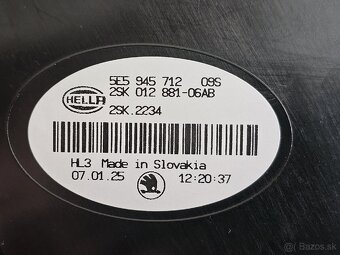 5E5 945 712 09S
HELLA
2SK 012 881-06AB
2SK.2234
HL3 Made in Slovakia
07.01.25 12:20:37
Bazos.sk